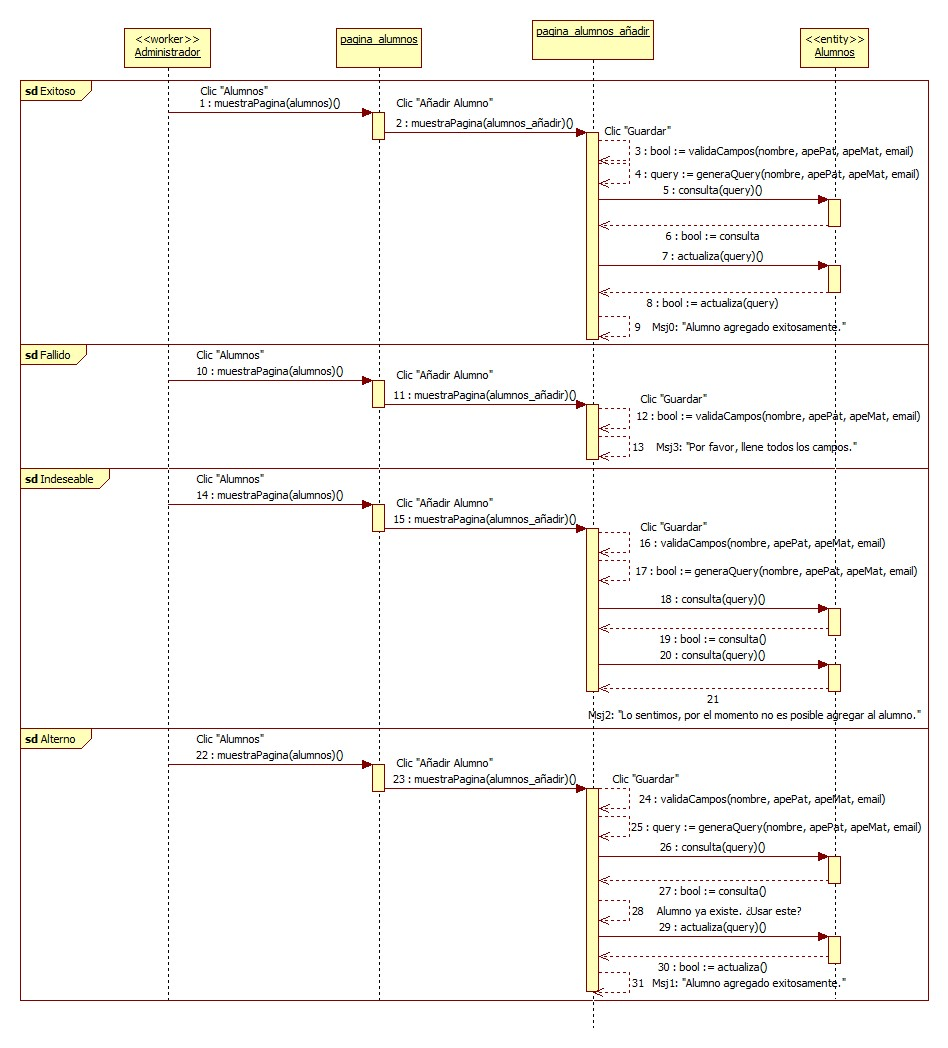 <<worker>>
Administrador
pagina_alumnos
pagina_alumnos_añadir
<<entity>>
Alumnos
sd Exitoso
Clic "Alumnos"
1 : muestraPagina(alumnos)()
Clic "Añadir Alumno"
2 : muestraPagina(alumnos_añadir)()
Clic "Guardar"
3 : bool := validaCampos(nombre, apePat, apeMat, email)
4 : query := generaQuery(nombre, apePat, apeMat, email)
5 : consulta(query)()
6 : bool := consulta
7 : actualiza(query)()
8 : bool := actualiza(query)
9 Msj0: "Alumno agregado exitosamente."
sd Fallido
Clic "Alumnos"
10 : muestraPagina(alumnos)()
Clic "Añadir Alumno"
11 : muestraPagina(alumnos_añadir)()
Clic "Guardar"
12 : bool := validaCampos(nombre, apePat, apeMat, email)
13 Msj3: "Por favor, llene todos los campos."
sd Indeseable
Clic "Alumnos"
14 : muestraPagina(alumnos)()
Clic "Añadir Alumno"
15 : muestraPagina(alumnos_añadir)()
Clic "Guardar"
16 : validaCampos(nombre, apePat, apeMat, email)
17 : bool := generaQuery(nombre, apePat, apeMat, email)
18 : consulta(query)()
19 : bool := consulta()
20 : consulta(query)()
21
Msj2: "Lo sentimos, por el momento no es posible agregar al alumno."
sd Alterno
Clic "Alumnos"
22 : muestraPagina(alumnos)()
Clic "Añadir Alumno"
23 : muestraPagina(alumnos_añadir)()
Clic "Guardar"
24 : validaCampos(nombre, apePat, apeMat, email)
25 : query := generaQuery(nombre, apePat, apeMat, email)
26 : consulta(query)()
27 : bool := consulta()
28 Alumno ya existe. ¿Usar este?
29 : actualiza(query)()
30 : bool := actualiza()
31 Msj1: "Alumno agregado exitosamente."